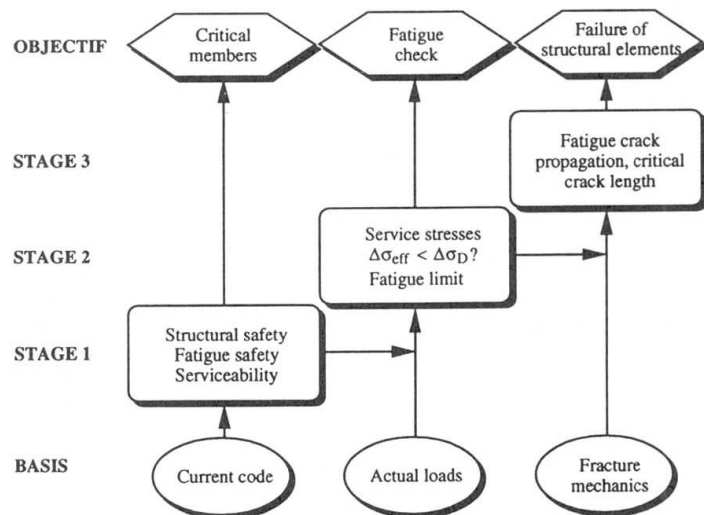 OBJECTIF
Critical
members
Fatigue
check
Failure of
structural elements
STAGE 3
Fatigue crack
propagation, critical
crack length
STAGE 2
Service stresses
Δσeff < ΔσD?
Fatigue limit
STAGE 1
Structural safety
Fatigue safety
Serviceability
BASIS
Current code
Actual loads
Fracture
mechanics